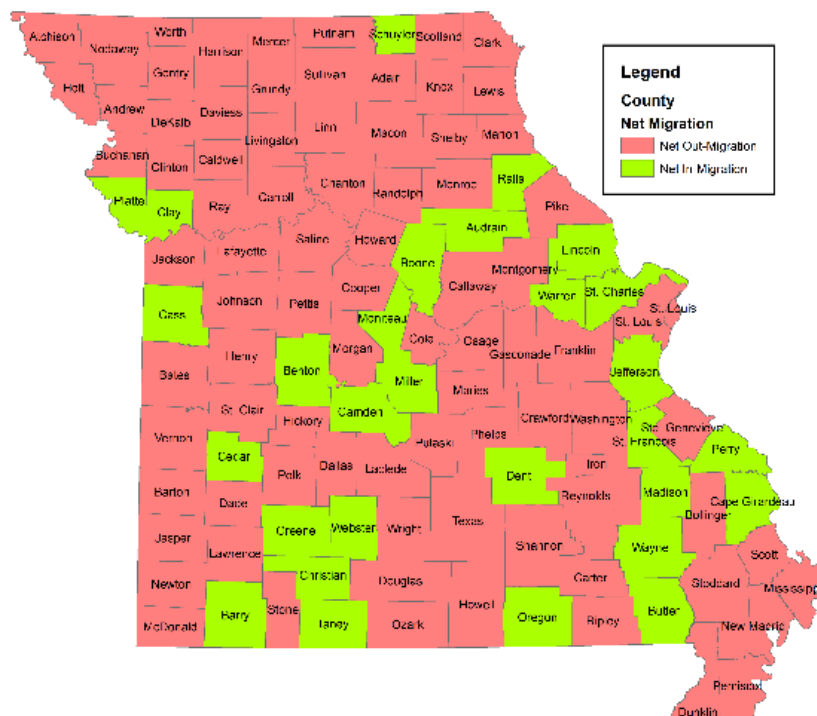 Atchison
Nodaway
Worth
Harrison
Mercer
Putnam
Schuyler
Scotland
Clark
Holt
Gentry
Grundy
Sullivan
Adair
Knox
Lewis
Andrew
DeKalb
Daviess
Livingston
Linn
Macon
Shelby
Marion
Buchanan
Clinton
Caldwell
Carroll
Chariton
Randolph
Monroe
Ralls
Platte
Clay
Ray
Pike
Jackson
Lafayette
Saline
Howard
Boone
Audrain
Lincoln
Cass
Johnson
Pettis
Cooper
Moniteau
Callaway
Montgomery
Warren
St. Charles
St. Louis
St. Louis
Bates
Henry
Benton
Morgan
Cole
Miller
Osage
Gasconade
Franklin
Jefferson
Vernon
St. Clair
Hickory
Camden
Maries
Pulaski
Phelps
Crawford
Washington
Ste
Genevieve
St Francois
Perry
Cedar
Polk
Dallas
Laclede
Dent
Iron
Reynolds
Madison
Cape Girardeau
Bollinger
Barton
Dade
Greene
Webster
Wright
Texas
Shannon
Wayne
Scott
Jasper
Lawrence
Christian
Douglas
Howell
Carter
Stoddard
Mississippi
Newton
McDonald
Barry
Stone
Taney
Ozark
Oregon
Ripley
Butler
New Madrid
Pemiscot
Dunklin
Legend
County
Net Migration
Net Out-Migration
Net In Migration